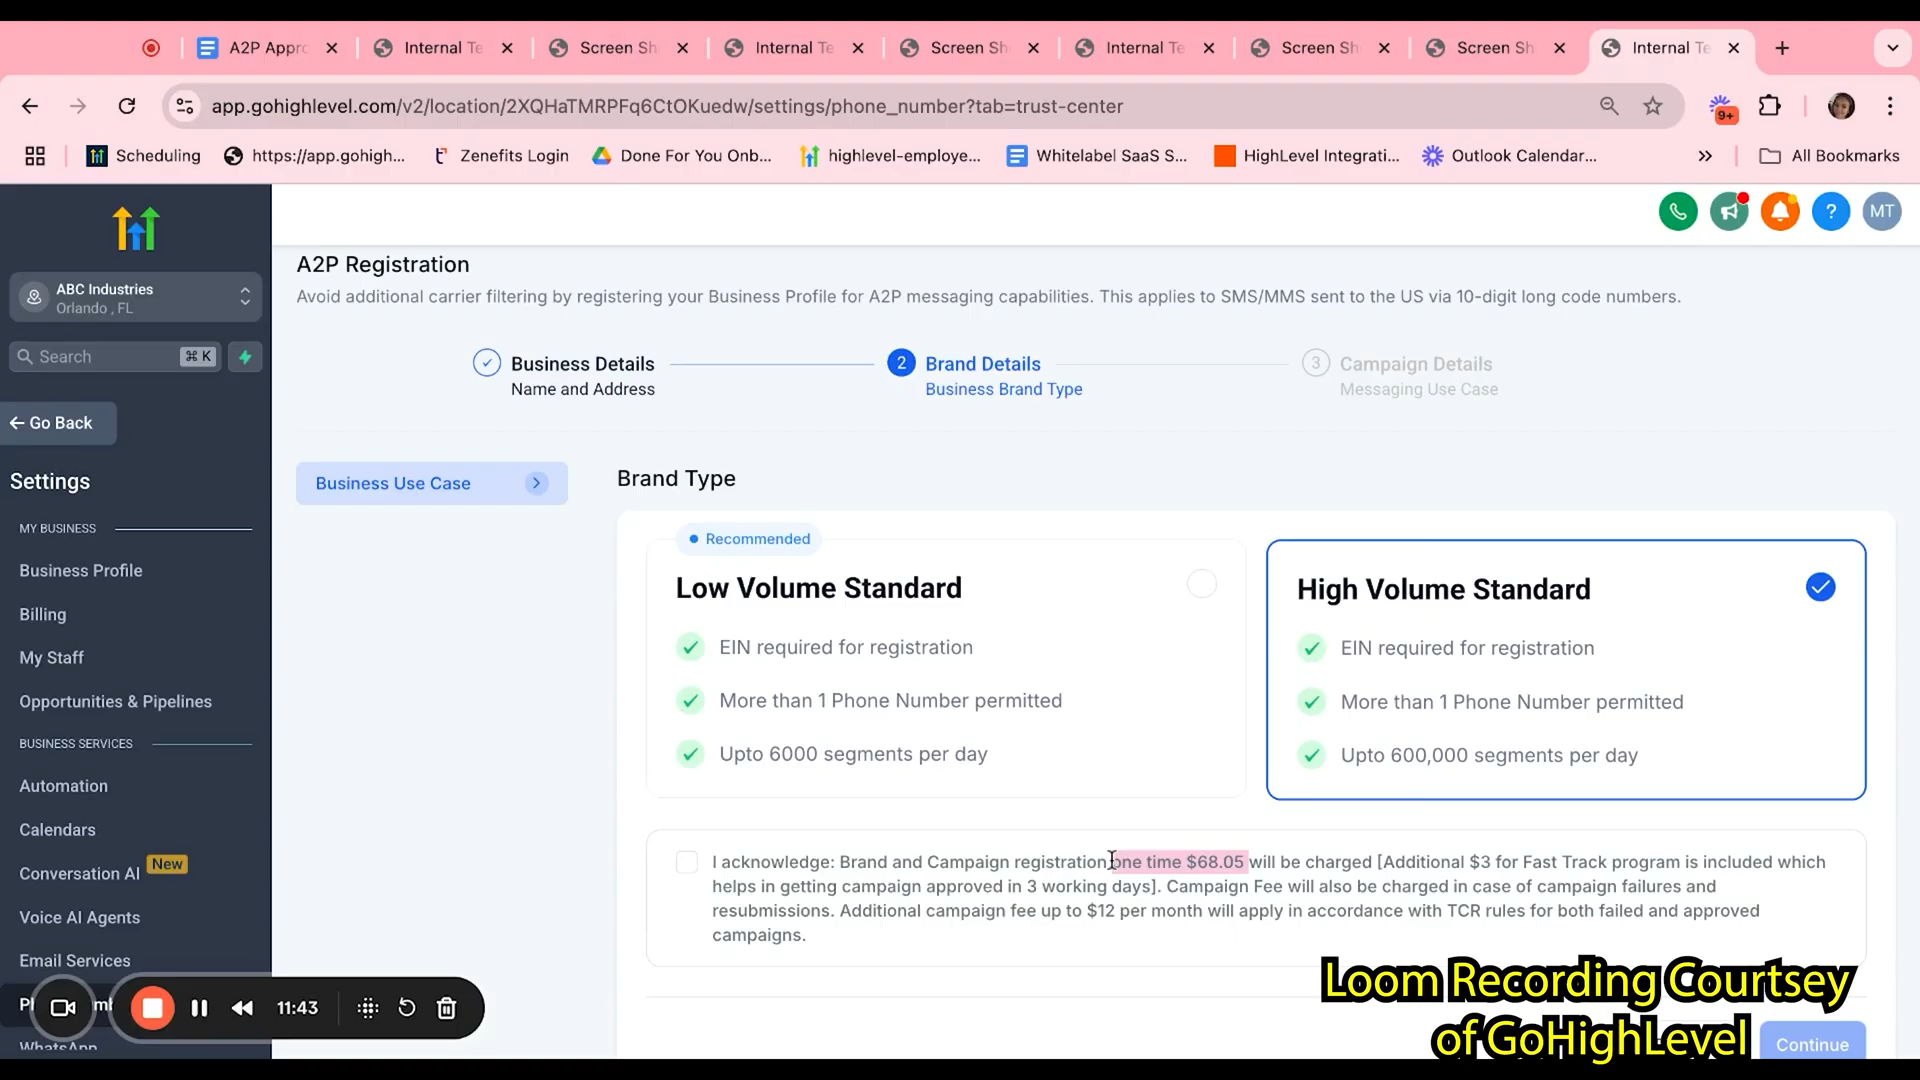 A2P Appro
Internal Te
Screen Sh
Internal Te
Screen Sh
Internal Te
Screen Sh
Screen Sh
Internal Te
app.gohighlevel.com/v2/location/2XQHaTMRPFq6CtOKuedw/settings/phone_number?tab=trust-center
9+
Scheduling
https://app.gohigh...
Zenefits Login
Done For You Onb...
highlevel-employe...
Whitelabel SaaS S...
HighLevel Integrati...
Outlook Calendar...
»
All Bookmarks
?
MT
ABC Industries
Orlando , FL
Search
⌘ K
← Go Back
Settings
MY BUSINESS
Business Profile
Billing
My Staff
Opportunities & Pipelines
BUSINESS SERVICES
Automation
Calendars
Conversation AI New
Voice AI Agents
Email Services
WhatsApp
11:43
A2P Registration
Avoid additional carrier filtering by registering your Business Profile for A2P messaging capabilities. This applies to SMS/MMS sent to the US via 10-digit long code numbers.
Business Details
Name and Address
2
Brand Details
Business Brand Type
3
Campaign Details
Messaging Use Case
Business Use Case
Brand Type
Recommended
Low Volume Standard
EIN required for registration
More than 1 Phone Number permitted
Upto 6000 segments per day
High Volume Standard
EIN required for registration
More than 1 Phone Number permitted
Upto 600,000 segments per day
I acknowledge: Brand and Campaign registration one time $68.05 will be charged [Additional $3 for Fast Track program is included which
helps in getting campaign approved in 3 working days]. Campaign Fee will also be charged in case of campaign failures and
resubmissions. Additional campaign fee up to $12 per month will apply in accordance with TCR rules for both failed and approved
campaigns.
Loom Recording Courtsey
of GoHighLevel
Continue